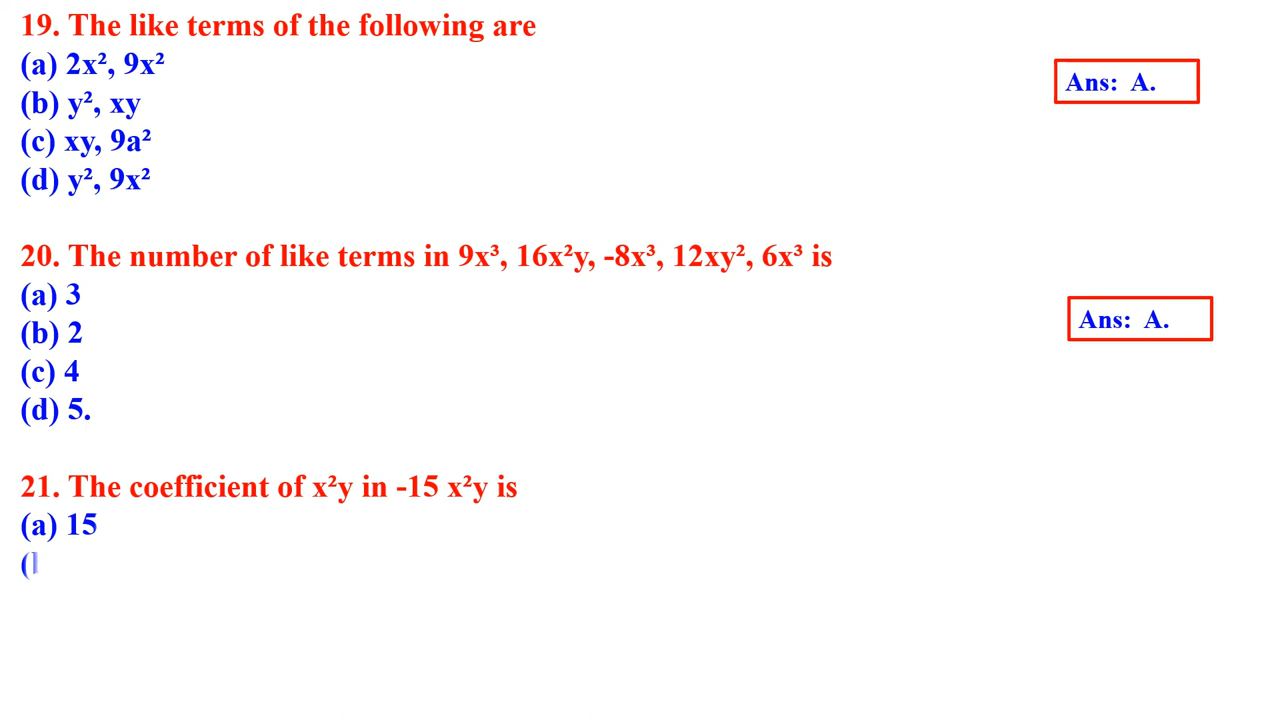 19. The like terms of the following are
(a) 2x², 9x²
Ans: A.
(b) y², xy
(c) xy, 9a²
(d) y², 9x²
20. The number of like terms in 9x³, 16x²y, -8x³, 12xy², 6x³ is
(a) 3
Ans: A.
(b) 2
(c) 4
(d) 5.
21. The coefficient of x²y in -15 x²y is
(a) 15
(